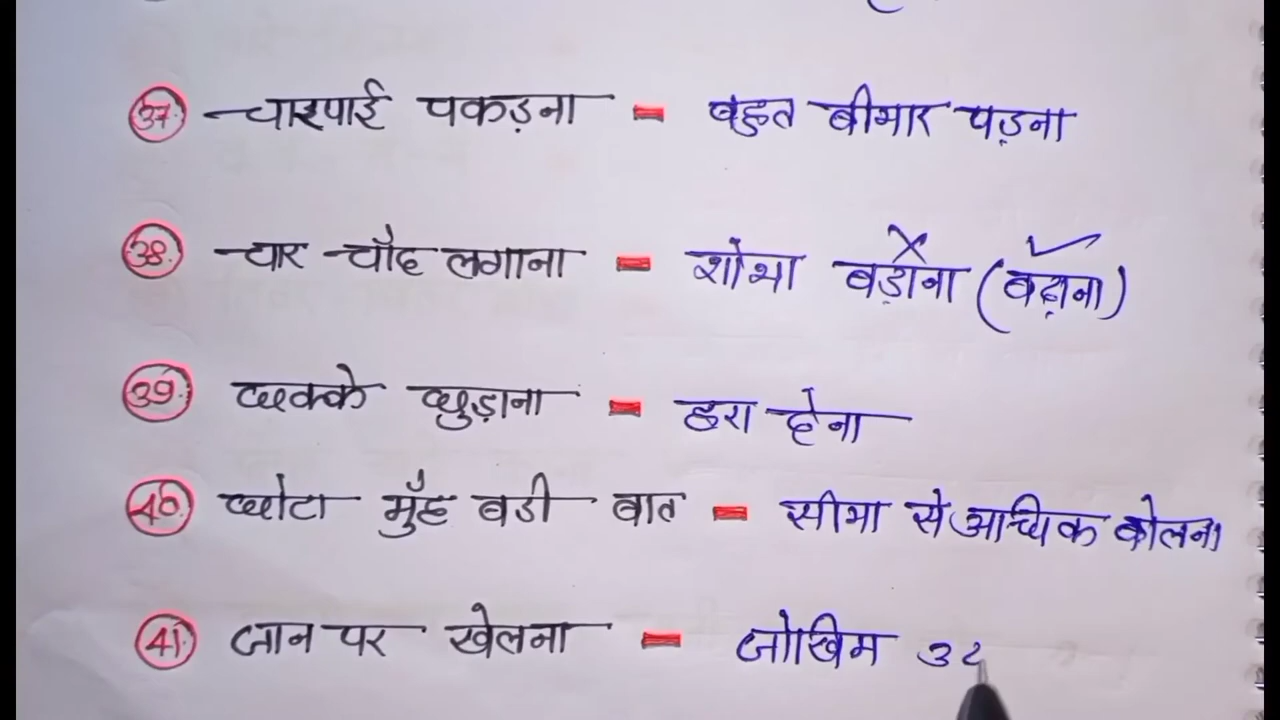 37 चारपाई पकड़ना - बहुत बीमार पड़ना
38 चार चाँद लगाना - शोभा बड़ाना (बढ़ाना)
39 छक्के छुड़ाना - हरा देना
40 छोटा मुँह बडी बात - सीमा से अधिक बोलना
41 जान पर खेलना - जोखिम